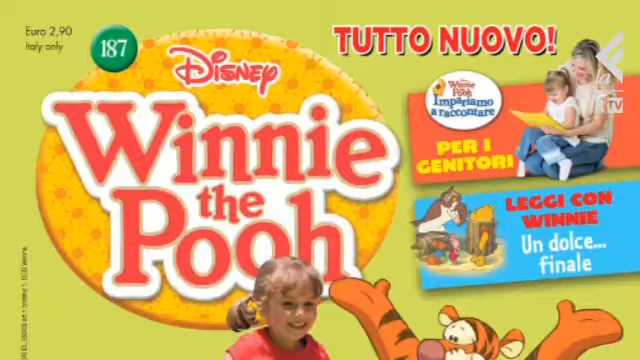 Euro 2,90
Italy only
187
TUTTO NUOVO!
Disney
Winnie
the
Pooh
Winnie
the Pooh
Impariamo
a raccontare
PER I
GENITORI
LEGGI CON
WINNIE
Un dolce...
finale
TV